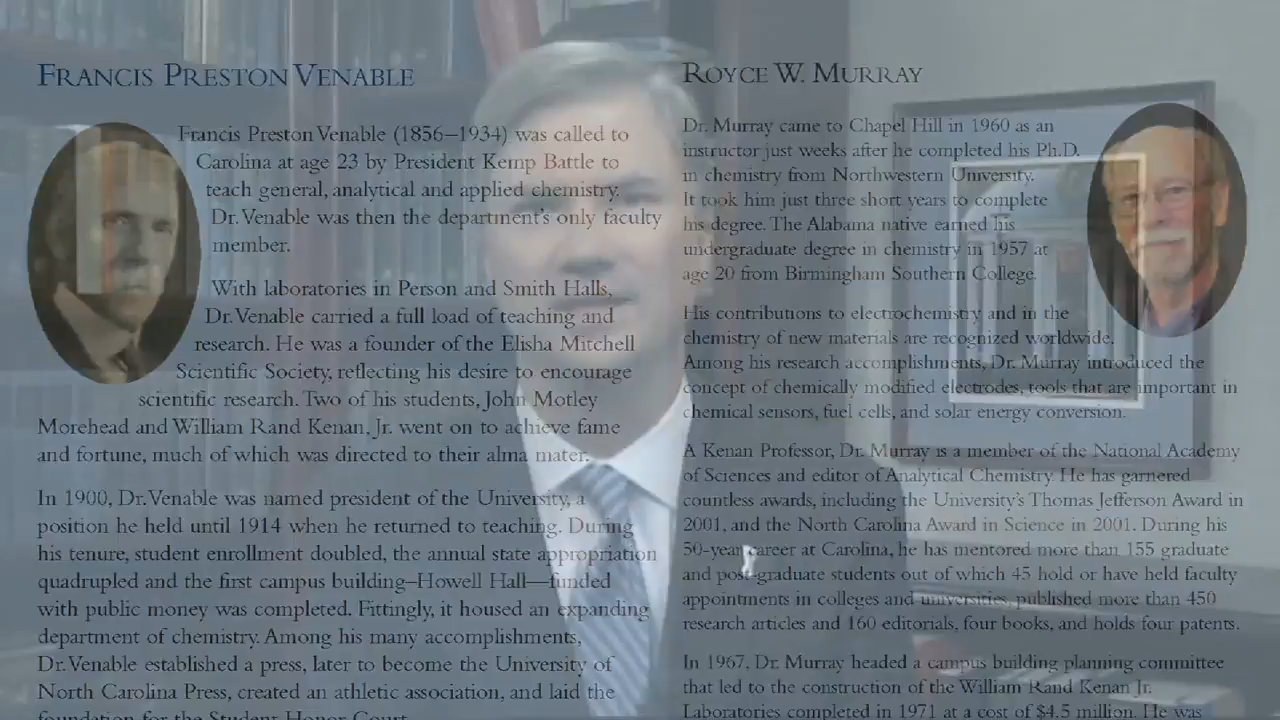 FRANCIS PRESTON VENABLE
Francis Preston Venable (1856–1934) was called to
Carolina at age 23 by President Kemp Battle to
teach general, analytical and applied chemistry.
Dr. Venable was then the department's only faculty
member.
With laboratories in Person and Smith Halls,
Dr. Venable carried a full load of teaching and
research. He was a founder of the Elisha Mitchell
Scientific Society, reflecting his desire to encourage
scientific research. Two of his students, John Motley
Morehead and William Rand Kenan, Jr. went on to achieve fame
and fortune, much of which was directed to their alma mater.
In 1900, Dr. Venable was named president of the University, a
position he held until 1914 when he returned to teaching. During
his tenure, student enrollment doubled, the annual state appropriation
quadrupled and the first campus building–Howell Hall—funded
with public money was completed. Fittingly, it housed an expanding
department of chemistry. Among his many accomplishments,
Dr. Venable established a press, later to become the University of
North Carolina Press, created an athletic association, and laid the
foundation for the Student Honor Court.
ROYCE W. MURRAY
Dr. Murray came to Chapel Hill in 1960 as an
instructor just weeks after he completed his Ph.D.
in chemistry from Northwestern University.
It took him just three short years to complete
his degree. The Alabama native earned his
undergraduate degree in chemistry in 1957 at
age 20 from Birmingham Southern College.
His contributions to electrochemistry and in the
chemistry of new materials are recognized worldwide.
Among his research accomplishments, Dr. Murray introduced the
concept of chemically modified electrodes, tools that are important in
chemical sensors, fuel cells, and solar energy conversion.
A Kenan Professor, Dr. Murray is a member of the National Academy
of Sciences and editor of Analytical Chemistry. He has garnered
countless awards, including the University's Thomas Jefferson Award in
2001, and the North Carolina Award in Science in 2001. During his
50-year career at Carolina, he has mentored more than 155 graduate
and post-graduate students out of which 45 hold or have held faculty
appointments in colleges and universities, published more than 450
research articles and 160 editorials, four books, and holds four patents.
In 1967, Dr. Murray headed a campus building planning committee
that led to the construction of the William Rand Kenan Jr.
Laboratories completed in 1971 at a cost of $4.5 million. He was